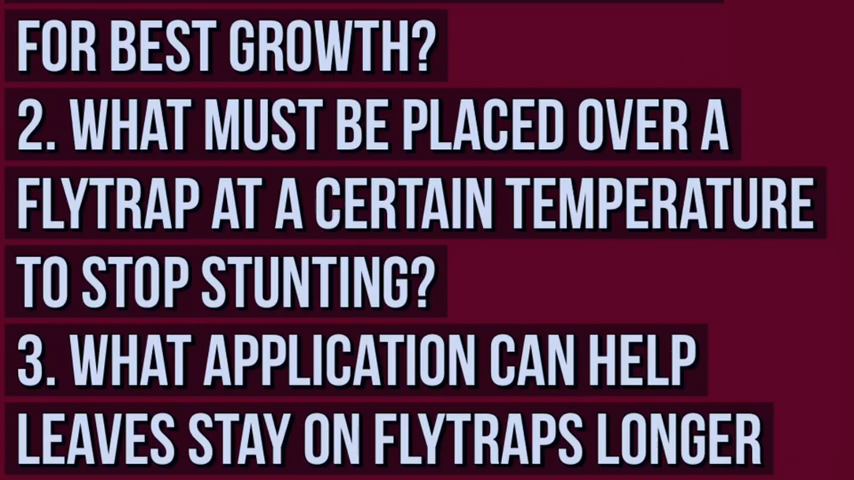 FOR BEST GROWTH?
2. WHAT MUST BE PLACED OVER A
FLYTRAP AT A CERTAIN TEMPERATURE
TO STOP STUNTING?
3. WHAT APPLICATION CAN HELP
LEAVES STAY ON FLYTRAPS LONGER